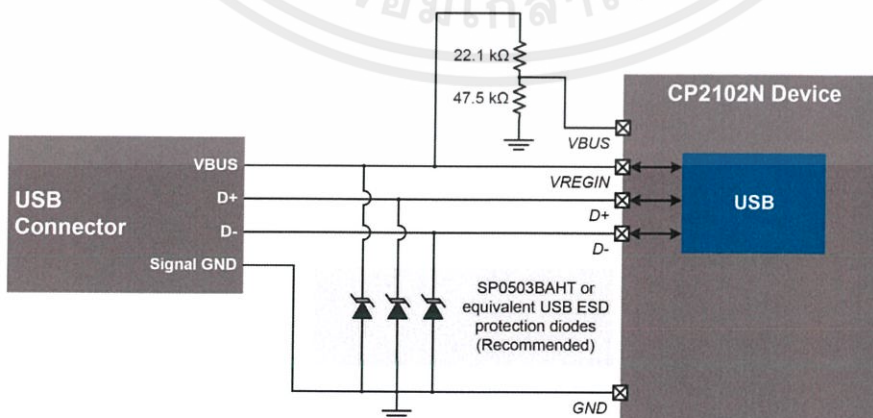 22.1 kΩ
47.5 kΩ
CP2102N Device
VBUS
VREGIN
D+
D-
USB
USB
Connector
VBUS
D+
D-
Signal GND
SP0503BAHT or
equivalent USB ESD
protection diodes
(Recommended)
GND